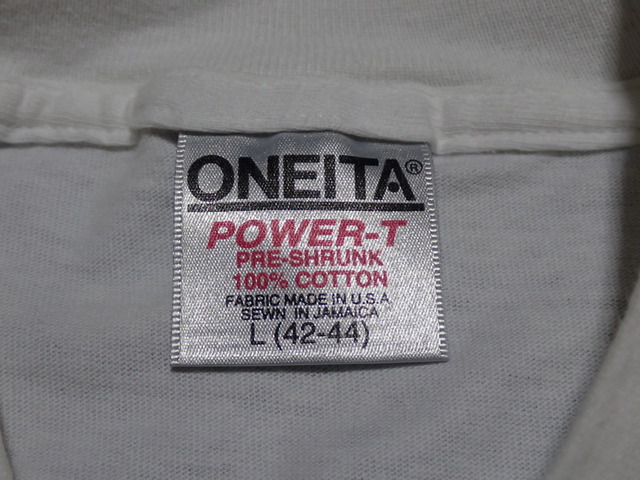 ONEITA®
POWER-T
PRE-SHRUNK
100% COTTON
FABRIC MADE IN U.S.A
SEWN IN JAMAICA
L (42-44)